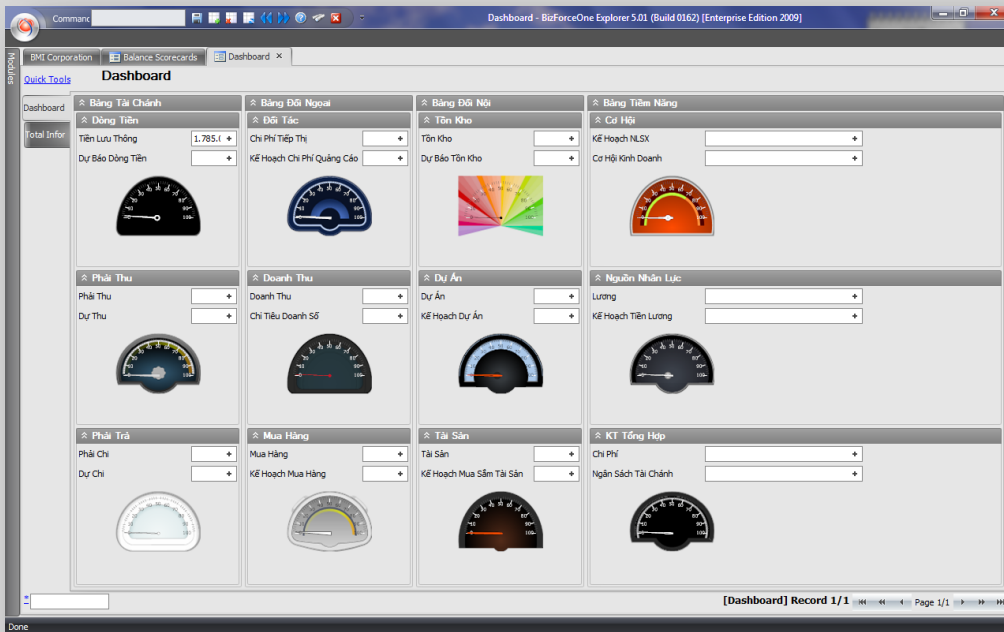 Command
Dashboard - BizForceOne Explorer 5.01 (Build 0162) [Enterprise Edition 2009]
Modules
BMI Corporation
Balance Scorecards
Dashboard ×
Quick Tools
Dashboard
Dashboard
Total Infor
Bảng Tài Chánh
Bảng Đối Ngoại
Bảng Đối Nội
Bảng Tiềm Năng
Dòng Tiền
Đối Tác
Tồn Kho
Cơ Hội
Tiền Lưu Thông
1.785.(
Chi Phí Tiếp Thị
Tồn Kho
Kế Hoạch NLSX
Dự Báo Dòng Tiền
Kế Hoạch Chi Phí Quảng Cáo
Dự Báo Tồn Kho
Cơ Hội Kinh Doanh
Phải Thu
Doanh Thu
Dự Án
Nguồn Nhân Lực
Phải Thu
Doanh Thu
Dự Án
Lương
Dự Thu
Chỉ Tiêu Doanh Số
Kế Hoạch Dự Án
Kế Hoạch Tiền Lương
Phải Trả
Mua Hàng
Tài Sản
KT Tổng Hợp
Phải Chi
Mua Hàng
Tài Sản
Chi Phí
Dự Chi
Kế Hoạch Mua Hàng
Kế Hoạch Mua Sắm Tài Sản
Ngân Sách Tài Chánh
[Dashboard] Record 1/1
Page 1/1
Done